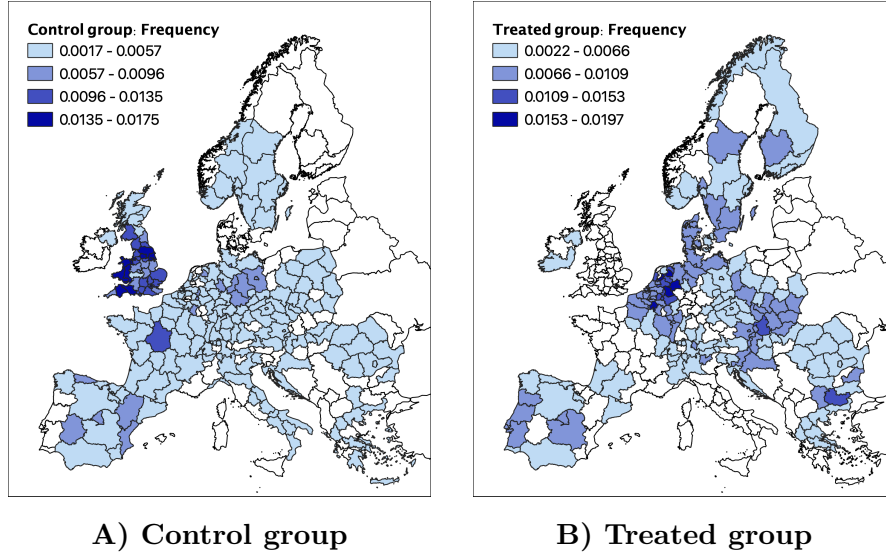 Control group: Frequency
0.0017 - 0.0057
0.0057 - 0.0096
0.0096 - 0.0135
0.0135 - 0.0175
Treated group: Frequency
0.0022 - 0.0066
0.0066 - 0.0109
0.0109 - 0.0153
0.0153 - 0.0197
A) Control group
B) Treated group